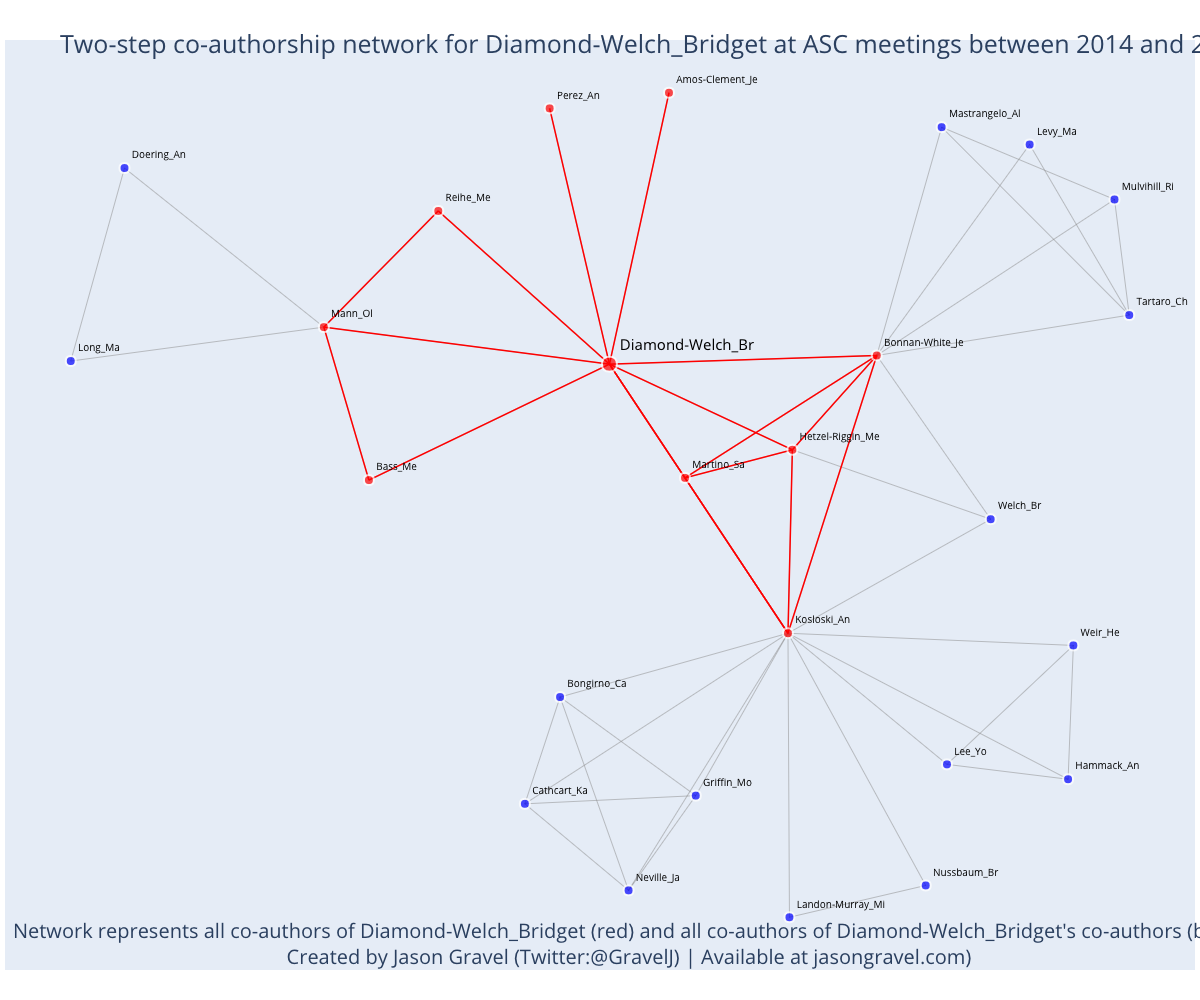 Two-step co-authorship network for Diamond-Welch_Bridget at ASC meetings between 2014 and 2
Amos-Clement_Je
Perez_An
Mastrangelo_Al
Levy_Ma
Doering_An
Mulvihill_Ri
Reihe_Me
Tartaro_Ch
Mann_Ol
Long_Ma
Diamond-Welch_Br
Bonnan-White_Je
Hetzel-Riggin_Me
Bass_Me
Martino_Sa
Welch_Br
Kosloski_An
Weir_He
Bongirno_Ca
Lee_Yo
Hammack_An
Griffin_Mo
Cathcart_Ka
Nussbaum_Br
Neville_Ja
Landon-Murray_Mi
Network represents all co-authors of Diamond-Welch_Bridget (red) and all co-authors of Diamond-Welch_Bridget's co-authors (b
Created by Jason Gravel (Twitter:@GravelJ) | Available at jasongravel.com)